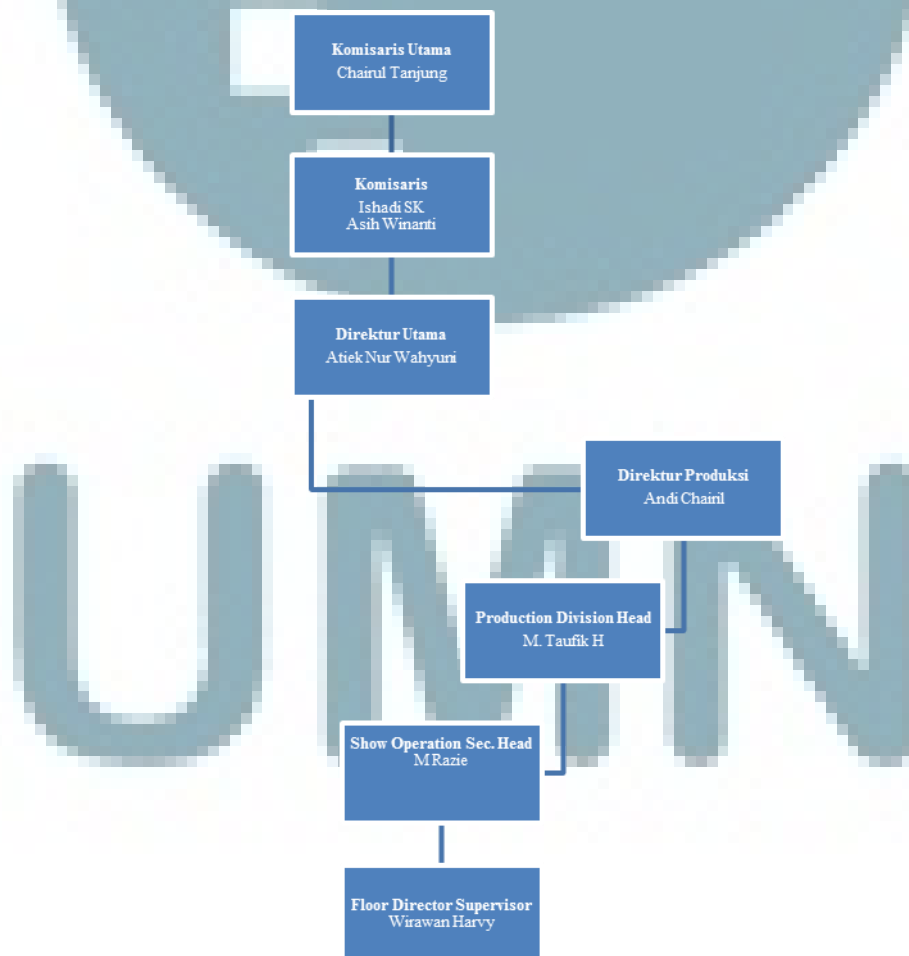 Komisaris Utama
Chairul Tanjung
Komisaris
Ishadi SK
Asih Winanti
Direktur Utama
Atiek Nur Wahyuni
Direktur Produksi
Andi Chairil
Production Division Head
M. Taufik H
Show Operation Sec. Head
M Razie
Floor Director Supervisor
Wirawan Harvy
UMN